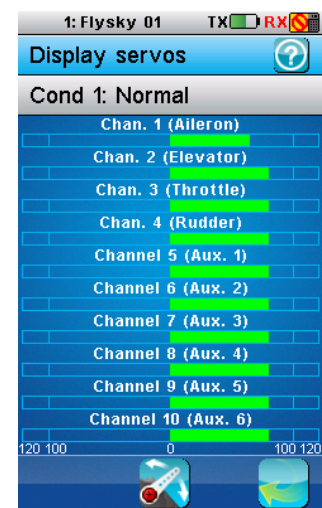 1: Flysky 01 TX RX
Display servos ?
Cond 1: Normal
Chan. 1 (Aileron)
Chan. 2 (Elevator)
Chan. 3 (Throttle)
Chan. 4 (Rudder)
Channel 5 (Aux. 1)
Channel 6 (Aux. 2)
Channel 7 (Aux. 3)
Channel 8 (Aux. 4)
Channel 9 (Aux. 5)
Channel 10 (Aux. 6)
120 100 0 100 120